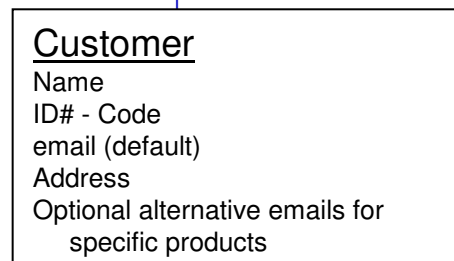 Customer
Name
ID# - Code
email (default)
Address
Optional alternative emails for
specific products